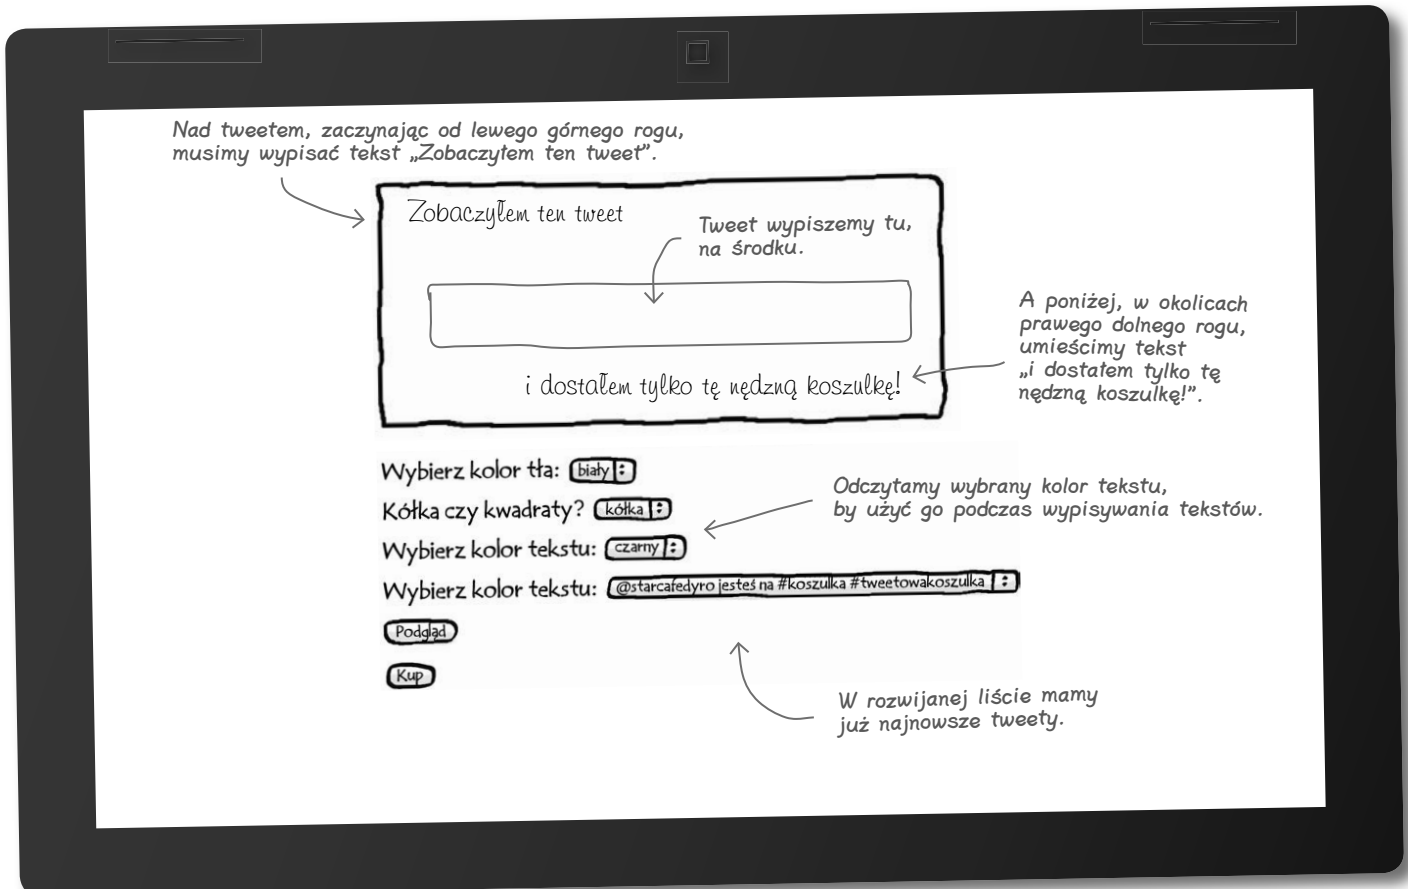 Nad tweetem, zaczynając od lewego górnego rogu,
musimy wypisać tekst „Zobaczyłem ten tweet”.
Zobaczyłem ten tweet
Tweet wypiszemy tu,
na środku.
A poniżej, w okolicach
prawego dolnego rogu,
umieścimy tekst
„i dostałem tylko tę
nędzną koszulkę!”.
i dostałem tylko tę nędzną koszulkę!
Wybierz kolor tła: biały
Kółka czy kwadraty? kółka
Wybierz kolor tekstu: czarny
Odczytamy wybrany kolor tekstu,
by użyć go podczas wypisywania tekstów.
Wybierz kolor tekstu: @starcafedyro jesteś na #koszulka #tweetowakoszulka
Podgląd
Kup
W rozwijanej liście mamy
już najnowsze tweety.